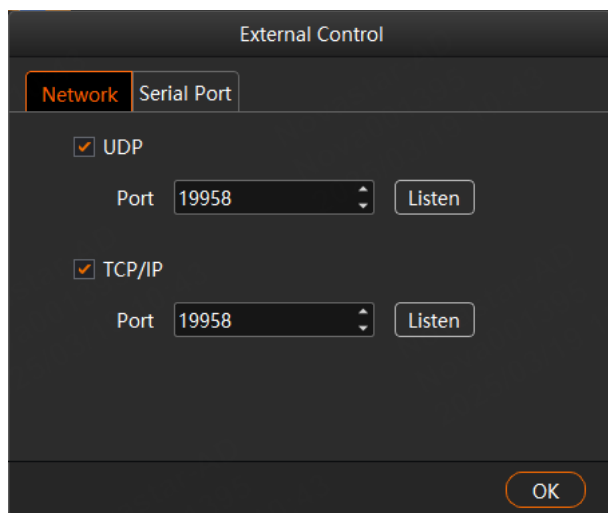 External Control
Network Serial Port
UDP
Port 19958 Listen
TCP/IP
Port 19958 Listen
OK